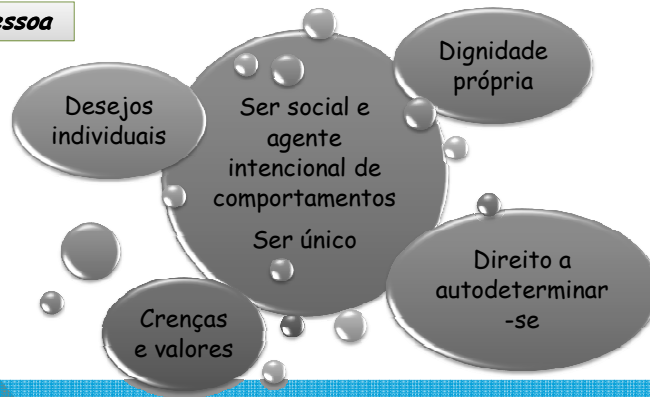 essoa
Dignidade
própria
Desejos
individuais
Ser social e
agente
intencional de
comportamentos
Ser único
Direito a
autodeterminar
-se
Crenças
e valores